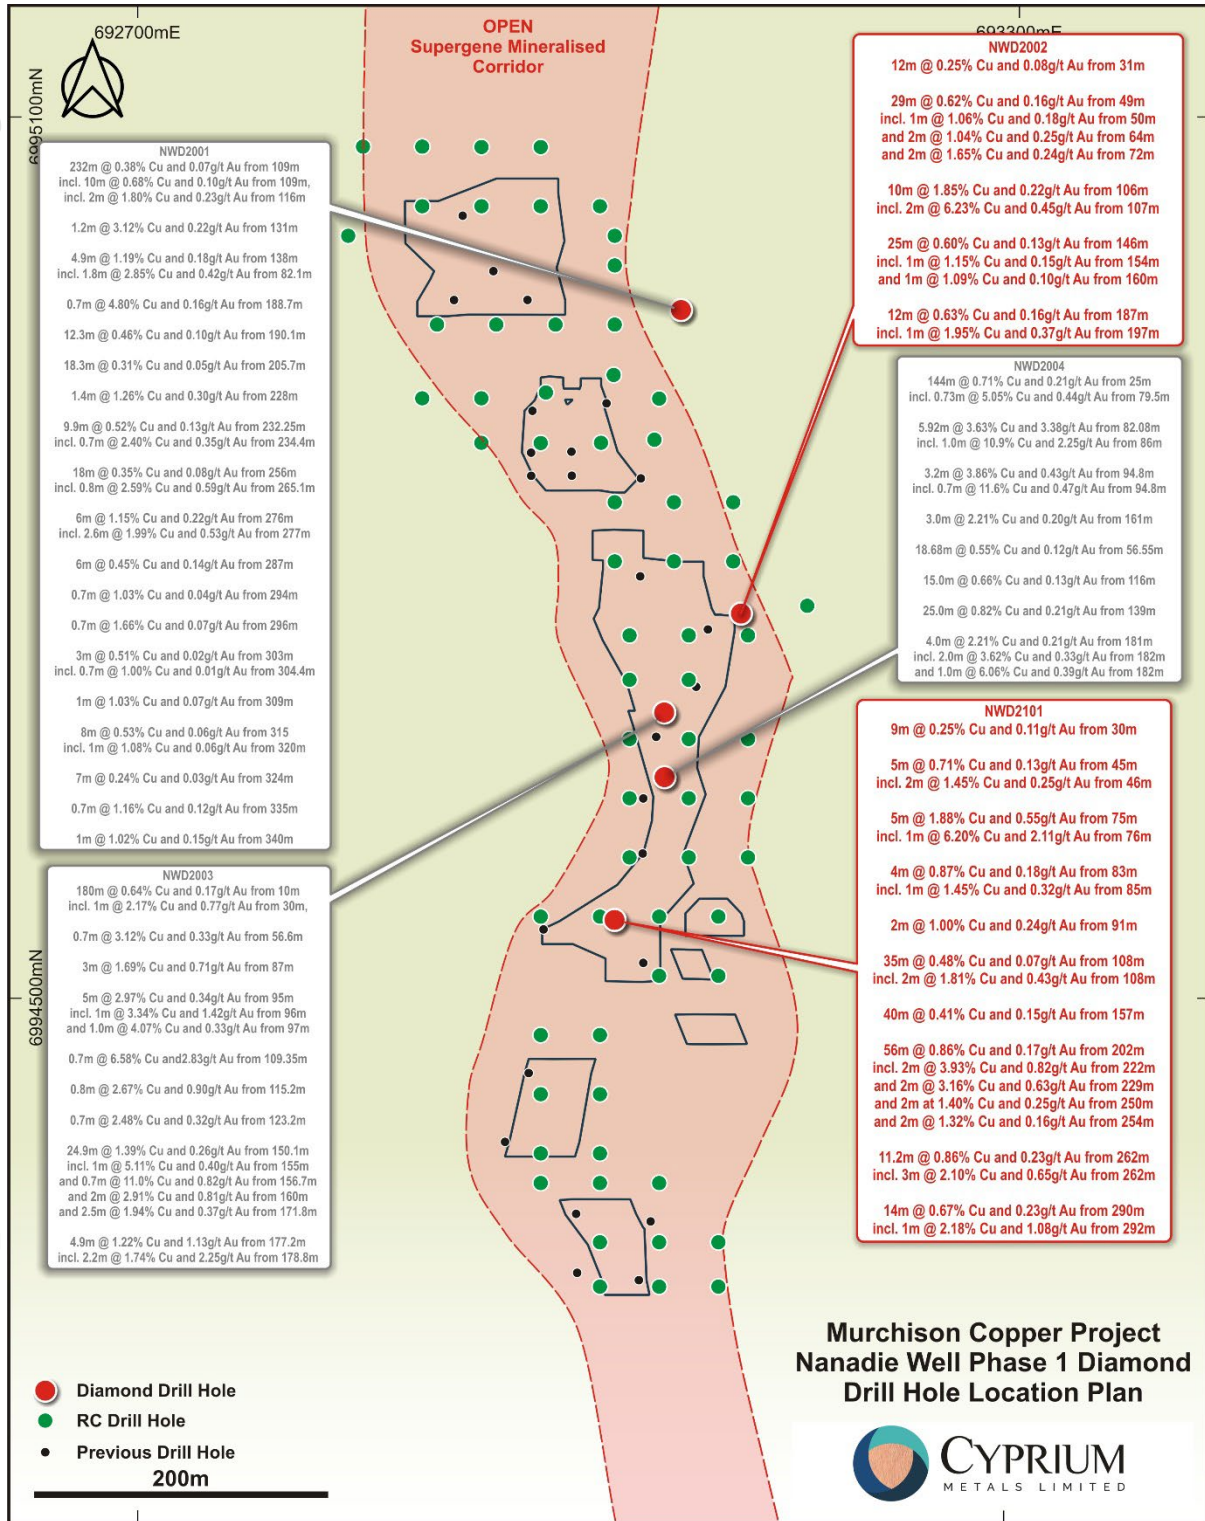 692700mE
693300mE
6995100mN
6994500mN
OPEN
Supergene Mineralised
Corridor
NWD2001
232m @ 0.38% Cu and 0.07g/t Au from 109m
incl. 10m @ 0.68% Cu and 0.10g/t Au from 109m,
incl. 2m @ 1.80% Cu and 0.23g/t Au from 116m
1.2m @ 3.12% Cu and 0.22g/t Au from 131m
4.9m @ 1.19% Cu and 0.18g/t Au from 138m
incl. 1.8m @ 2.85% Cu and 0.42g/t Au from 82.1m
0.7m @ 4.80% Cu and 0.16g/t Au from 188.7m
12.3m @ 0.46% Cu and 0.10g/t Au from 190.1m
18.3m @ 0.31% Cu and 0.05g/t Au from 205.7m
1.4m @ 1.26% Cu and 0.30g/t Au from 228m
9.9m @ 0.52% Cu and 0.13g/t Au from 232.25m
incl. 0.7m @ 2.40% Cu and 0.35g/t Au from 234.4m
18m @ 0.35% Cu and 0.08g/t Au from 256m
incl. 0.8m @ 2.59% Cu and 0.59g/t Au from 265.1m
6m @ 1.15% Cu and 0.22g/t Au from 276m
incl. 2.6m @ 1.99% Cu and 0.53g/t Au from 277m
6m @ 0.45% Cu and 0.14g/t Au from 287m
0.7m @ 1.03% Cu and 0.04g/t Au from 294m
0.7m @ 1.66% Cu and 0.07g/t Au from 296m
3m @ 0.51% Cu and 0.02g/t Au from 303m
incl. 0.7m @ 1.00% Cu and 0.01g/t Au from 304.4m
1m @ 1.03% Cu and 0.07g/t Au from 309m
8m @ 0.53% Cu and 0.06g/t Au from 315
incl. 1m @ 1.08% Cu and 0.06g/t Au from 320m
7m @ 0.24% Cu and 0.03g/t Au from 324m
0.7m @ 1.16% Cu and 0.12g/t Au from 335m
1m @ 1.02% Cu and 0.15g/t Au from 340m
NWD2003
180m @ 0.64% Cu and 0.17g/t Au from 10m
incl. 1m @ 2.17% Cu and 0.77g/t Au from 30m,
0.7m @ 3.12% Cu and 0.33g/t Au from 56.6m
3m @ 1.69% Cu and 0.71g/t Au from 87m
5m @ 2.97% Cu and 0.34g/t Au from 95m
incl. 1m @ 3.34% Cu and 1.42g/t Au from 96m
and 1.0m @ 4.07% Cu and 0.33g/t Au from 97m
0.7m @ 6.58% Cu and2.83g/t Au from 109.35m
0.8m @ 2.67% Cu and 0.90g/t Au from 115.2m
0.7m @ 2.48% Cu and 0.32g/t Au from 123.2m
24.9m @ 1.39% Cu and 0.26g/t Au from 150.1m
incl. 1m @ 5.11% Cu and 0.40g/t Au from 155m
and 0.7m @ 11.0% Cu and 0.82g/t Au from 156.7m
and 2m @ 2.91% Cu and 0.81g/t Au from 160m
and 2.5m @ 1.94% Cu and 0.37g/t Au from 171.8m
4.9m @ 1.22% Cu and 1.13g/t Au from 177.2m
incl. 2.2m @ 1.74% Cu and 2.25g/t Au from 178.8m
NWD2002
12m @ 0.25% Cu and 0.08g/t Au from 31m
29m @ 0.62% Cu and 0.16g/t Au from 49m
incl. 1m @ 1.06% Cu and 0.18g/t Au from 50m
and 2m @ 1.04% Cu and 0.25g/t Au from 64m
and 2m @ 1.65% Cu and 0.24g/t Au from 72m
10m @ 1.85% Cu and 0.22g/t Au from 106m
incl. 2m @ 6.23% Cu and 0.45g/t Au from 107m
25m @ 0.60% Cu and 0.13g/t Au from 146m
incl. 1m @ 1.15% Cu and 0.15g/t Au from 154m
and 1m @ 1.09% Cu and 0.10g/t Au from 160m
12m @ 0.63% Cu and 0.16g/t Au from 187m
incl. 1m @ 1.95% Cu and 0.37g/t Au from 197m
NWD2004
144m @ 0.71% Cu and 0.21g/t Au from 25m
incl. 0.73m @ 5.05% Cu and 0.44g/t Au from 79.5m
5.92m @ 3.63% Cu and 3.38g/t Au from 82.08m
incl. 1.0m @ 10.9% Cu and 2.25g/t Au from 86m
3.2m @ 3.86% Cu and 0.43g/t Au from 94.8m
incl. 0.7m @ 11.6% Cu and 0.47g/t Au from 94.8m
3.0m @ 2.21% Cu and 0.20g/t Au from 161m
18.68m @ 0.55% Cu and 0.12g/t Au from 56.55m
15.0m @ 0.66% Cu and 0.13g/t Au from 116m
25.0m @ 0.82% Cu and 0.21g/t Au from 139m
4.0m @ 2.21% Cu and 0.21g/t Au from 181m
incl. 2.0m @ 3.62% Cu and 0.33g/t Au from 182m
and 1.0m @ 6.06% Cu and 0.39g/t Au from 182m
NWD2101
9m @ 0.25% Cu and 0.11g/t Au from 30m
5m @ 0.71% Cu and 0.13g/t Au from 45m
incl. 2m @ 1.45% Cu and 0.25g/t Au from 46m
5m @ 1.88% Cu and 0.55g/t Au from 75m
incl. 1m @ 6.20% Cu and 2.11g/t Au from 76m
4m @ 0.87% Cu and 0.18g/t Au from 83m
incl. 1m @ 1.45% Cu and 0.32g/t Au from 85m
2m @ 1.00% Cu and 0.24g/t Au from 91m
35m @ 0.48% Cu and 0.07g/t Au from 108m
incl. 2m @ 1.81% Cu and 0.43g/t Au from 108m
40m @ 0.41% Cu and 0.15g/t Au from 157m
56m @ 0.86% Cu and 0.17g/t Au from 202m
incl. 2m @ 3.93% Cu and 0.82g/t Au from 222m
and 2m @ 3.16% Cu and 0.63g/t Au from 229m
and 2m at 1.40% Cu and 0.25g/t Au from 250m
and 2m @ 1.32% Cu and 0.16g/t Au from 254m
11.2m @ 0.86% Cu and 0.23g/t Au from 262m
incl. 3m @ 2.10% Cu and 0.65g/t Au from 262m
14m @ 0.67% Cu and 0.23g/t Au from 290m
incl. 1m @ 2.18% Cu and 1.08g/t Au from 292m
Diamond Drill Hole
RC Drill Hole
Previous Drill Hole
200m
Murchison Copper Project
Nanadie Well Phase 1 Diamond
Drill Hole Location Plan
CYPRIUM
METALS LIMITED